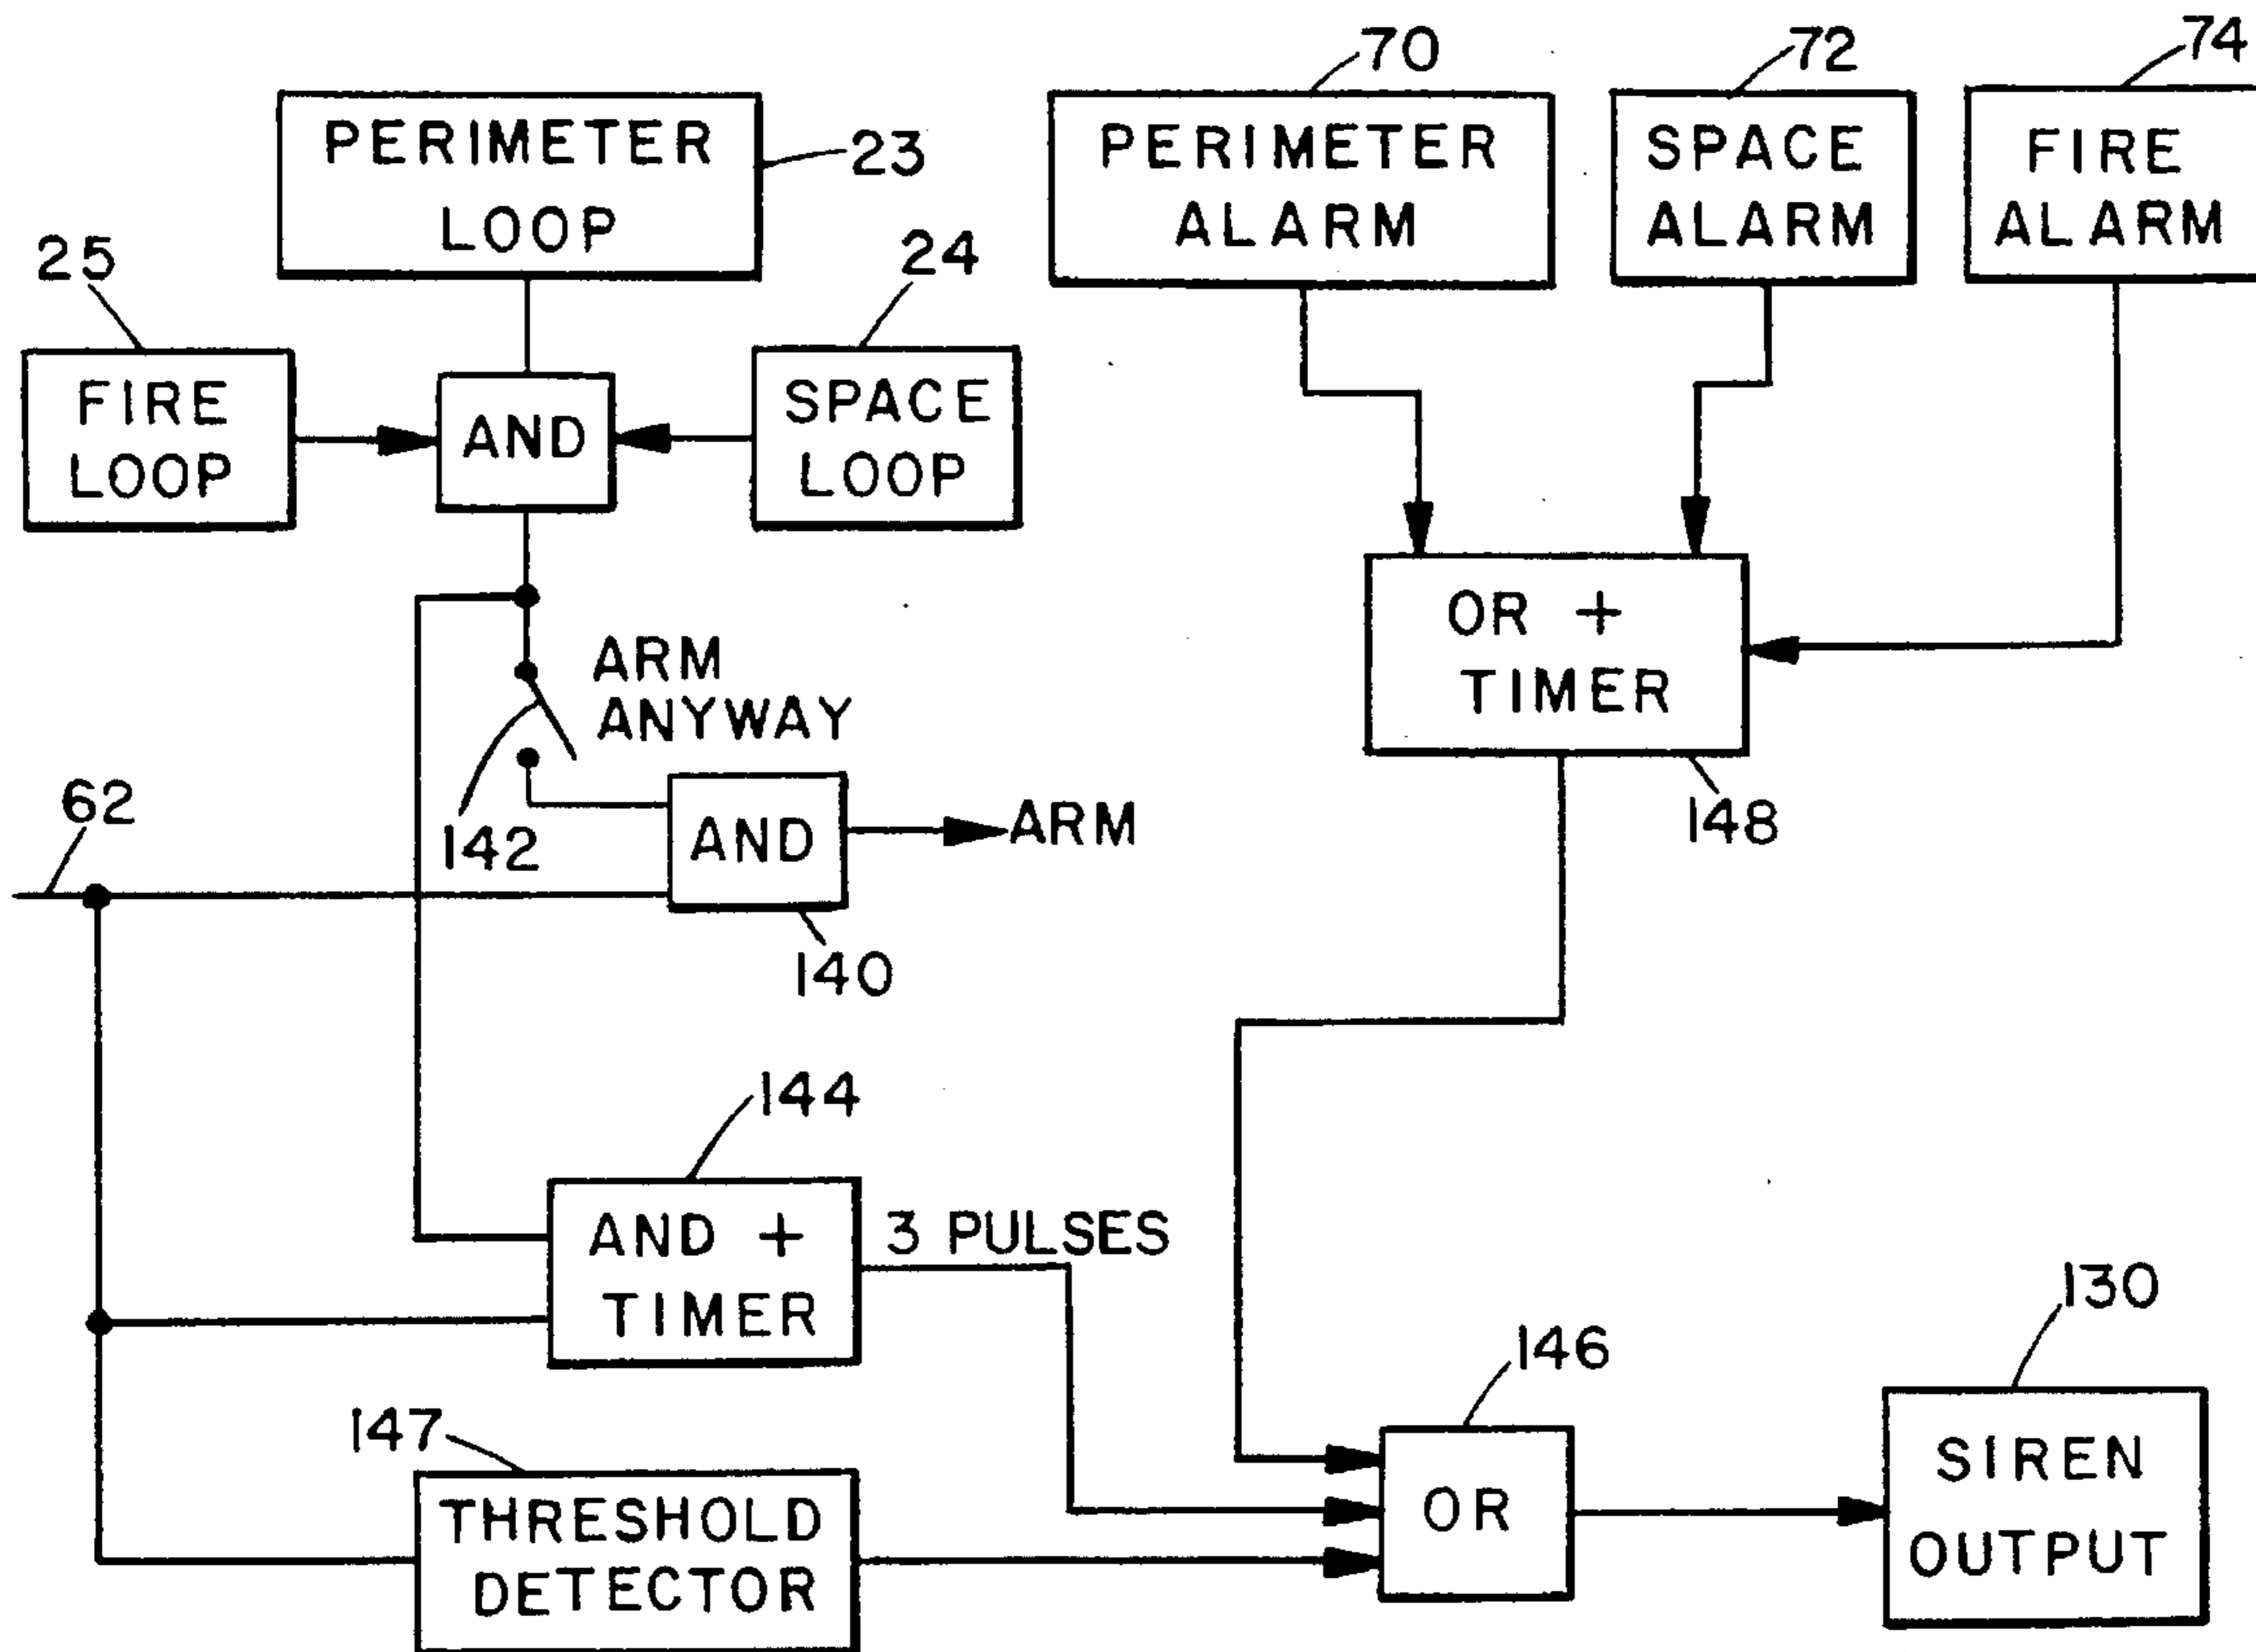 70
72
74
PERIMETER
LOOP
23
PERIMETER
ALARM
SPACE
ALARM
FIRE
ALARM
25
24
FIRE
LOOP
AND
SPACE
LOOP
OR +
TIMER
ARM
ANYWAY
62
142
AND
ARM
148
140
144
AND +
TIMER
3 PULSES
130
146
147
THRESHOLD
DETECTOR
OR
SIREN
OUTPUT